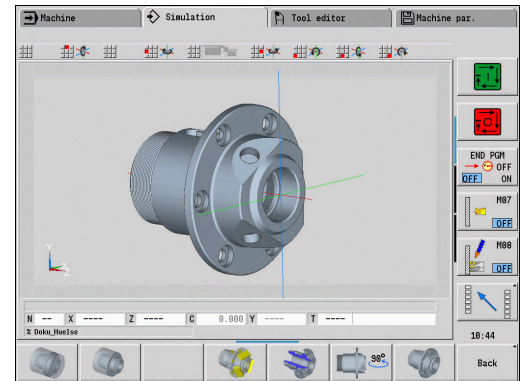 Machine
Simulation
Tool editor
Machine par.
END PGM
OFF
OFF ON
M07
OFF
M08
OFF
Y
X
Z
N -- X ---- Z ---- C 0.000 Y ---- T ----
% Doku_Huelse
10:44
90°
Back